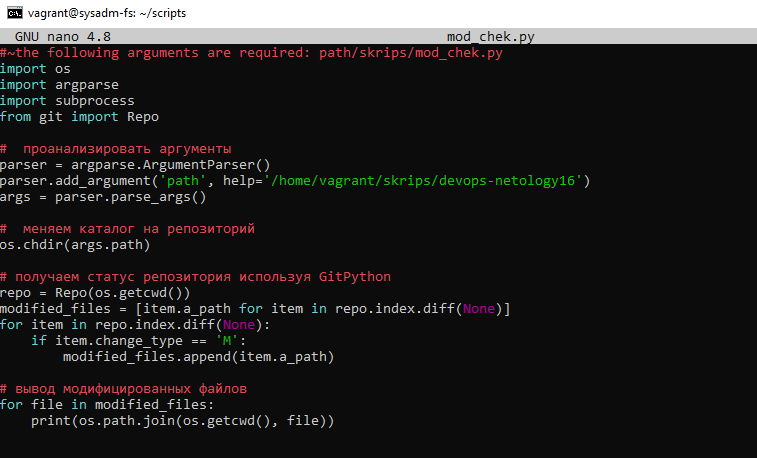 vagrant@sysadm-fs: ~/scripts
GNU nano 4.8 mod_chek.py
#~the following arguments are required: path/skrips/mod_chek.py
import os
import argparse
import subprocess
from git import Repo

#  проанализировать аргументы
parser = argparse.ArgumentParser()
parser.add_argument('path', help='/home/vagrant/skrips/devops-netology16')
args = parser.parse_args()

#  меняем каталог на репозиторий
os.chdir(args.path)

# получаем статус репозитория используя GitPython
repo = Repo(os.getcwd())
modified_files = [item.a_path for item in repo.index.diff(None)]
for item in repo.index.diff(None):
    if item.change_type == 'M':
        modified_files.append(item.a_path)

# вывод модифицированных файлов
for file in modified_files:
    print(os.path.join(os.getcwd(), file))